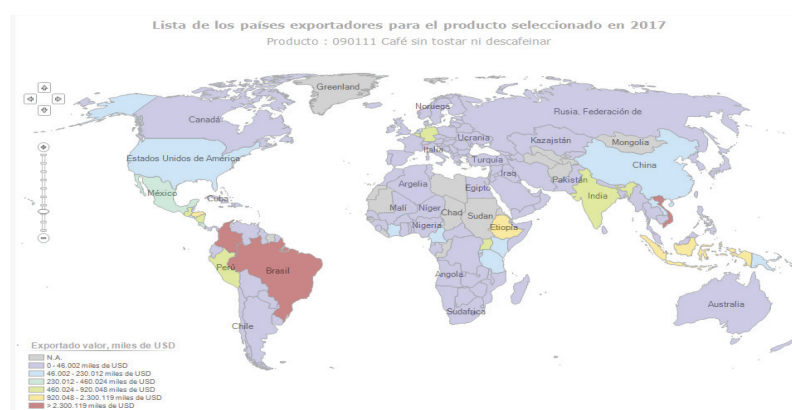 Lista de los países exportadores para el producto seleccionado en 2017
Producto : 090111 Café sin tostar ni descafeinar
Greenland
Noruega
Rusia, Federación de
Canadá
Ucrania
Kazajstán
Mongolia
Italia
Estados Unidos de América
Turquía
China
Iraq
Pakistán
Argelia
Egipto
México
Cuba
India
Malí
Níger
Chad
Sudan
Nigeria
Etiopía
Perú
Brasil
Angola
Australia
Sudáfrica
Chile
Exportado valor, miles de USD
N.A.
0 - 46.002 miles de USD
46.002 - 230.012 miles de USD
230.012 - 460.024 miles de USD
460.024 - 920.048 miles de USD
920.048 - 2.300.119 miles de USD
> 2.300.119 miles de USD